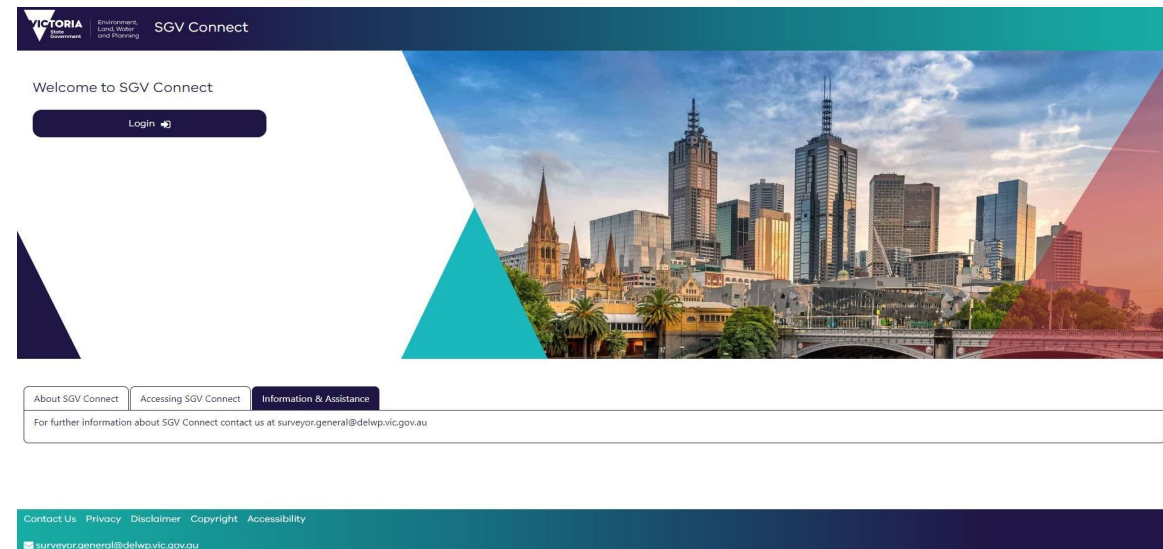 VICTORIA
State
Government
Environment,
Land, Water
and Planning
SGV Connect
Welcome to SGV Connect
Login
About SGV Connect
Accessing SGV Connect
Information & Assistance
For further information about SGV Connect contact us at surveyor.general@delwp.vic.gov.au
Contact Us Privacy Disclaimer Copyright Accessibility
surveyor.general@delwp.vic.gov.au